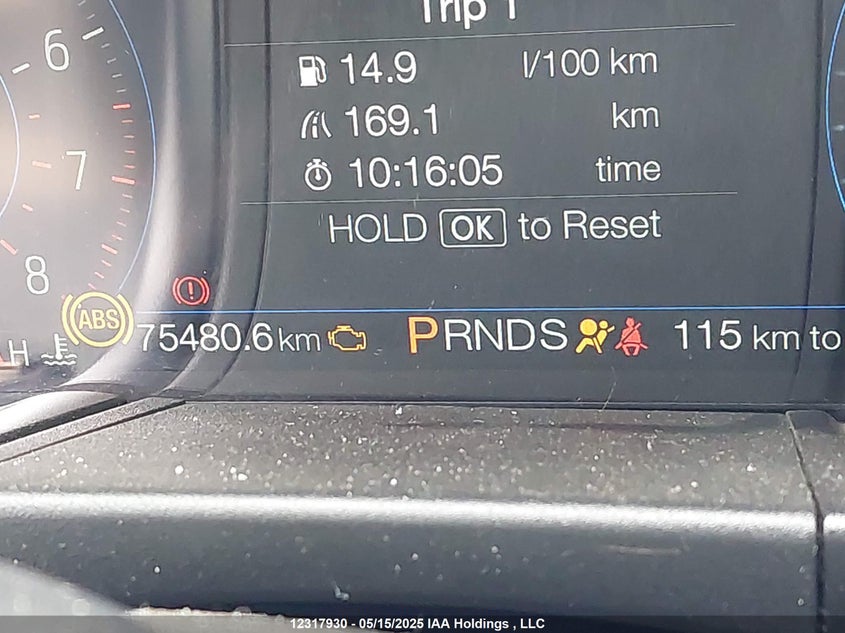 Trip 1
14.9 l/100 km
169.1 km
10:16:05 time
HOLD OK to Reset
6
7
8
ABS
H 75480.6 km PRNDS 115 km to
12317930 - 05/15/2025 IAA Holdings , LLC